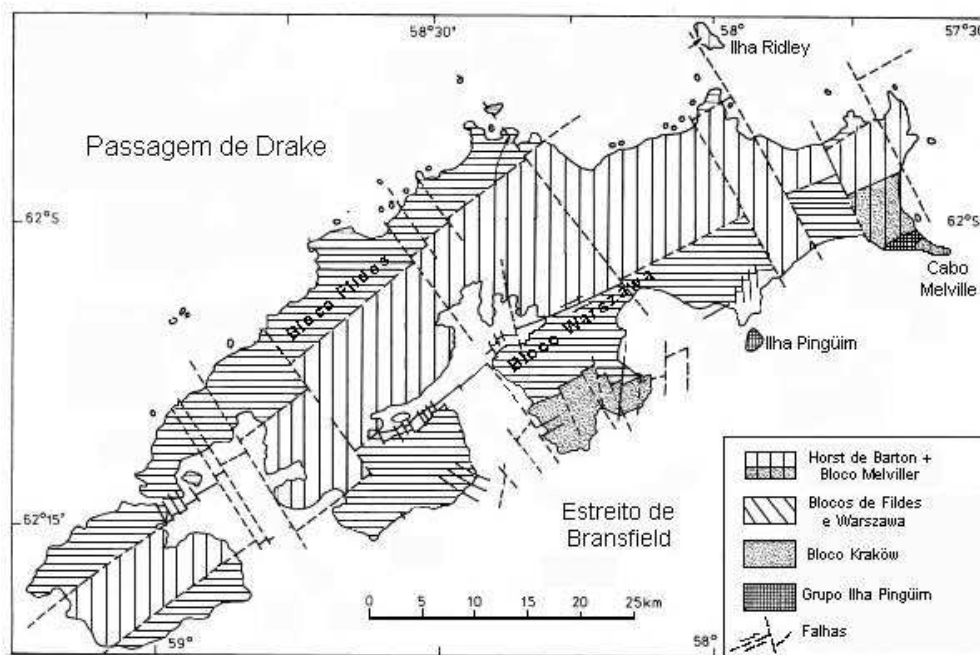 58°30'
58°
57°30
Ilha Ridley
Passagem de Drake
62°S
62°S
Bloco Fildes
Bloco Warszawa
Cabo
Melville
Ilha Pingüim
Horst de Barton +
Bloco Melviller
Blocos de Fildes
e Warszawa
Bloco Kraków
Grupo Ilha Pingüim
Falhas
62°15'
Estreito de
Bransfield
0 5 10 15 20 25km
59°
58°